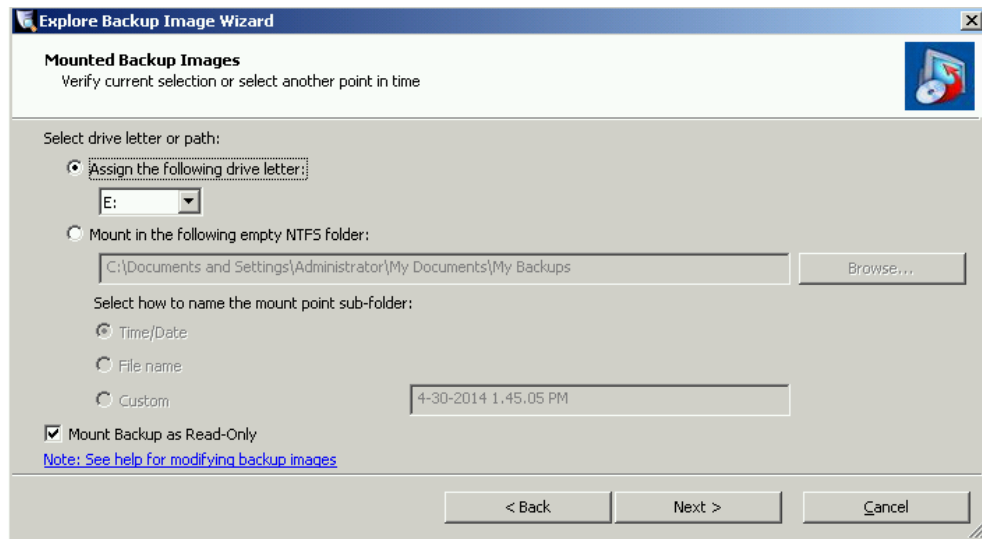 Explore Backup Image Wizard
Mounted Backup Images
Verify current selection or select another point in time
Select drive letter or path:
Assign the following drive letter:
E:
Mount in the following empty NTFS folder:
C:\Documents and Settings\Administrator\My Documents\My Backups
Browse...
Select how to name the mount point sub-folder:
Time/Date
File name
Custom
4-30-2014 1.45.05 PM
Mount Backup as Read-Only
Note: See help for modifying backup images
< Back
Next >
Cancel